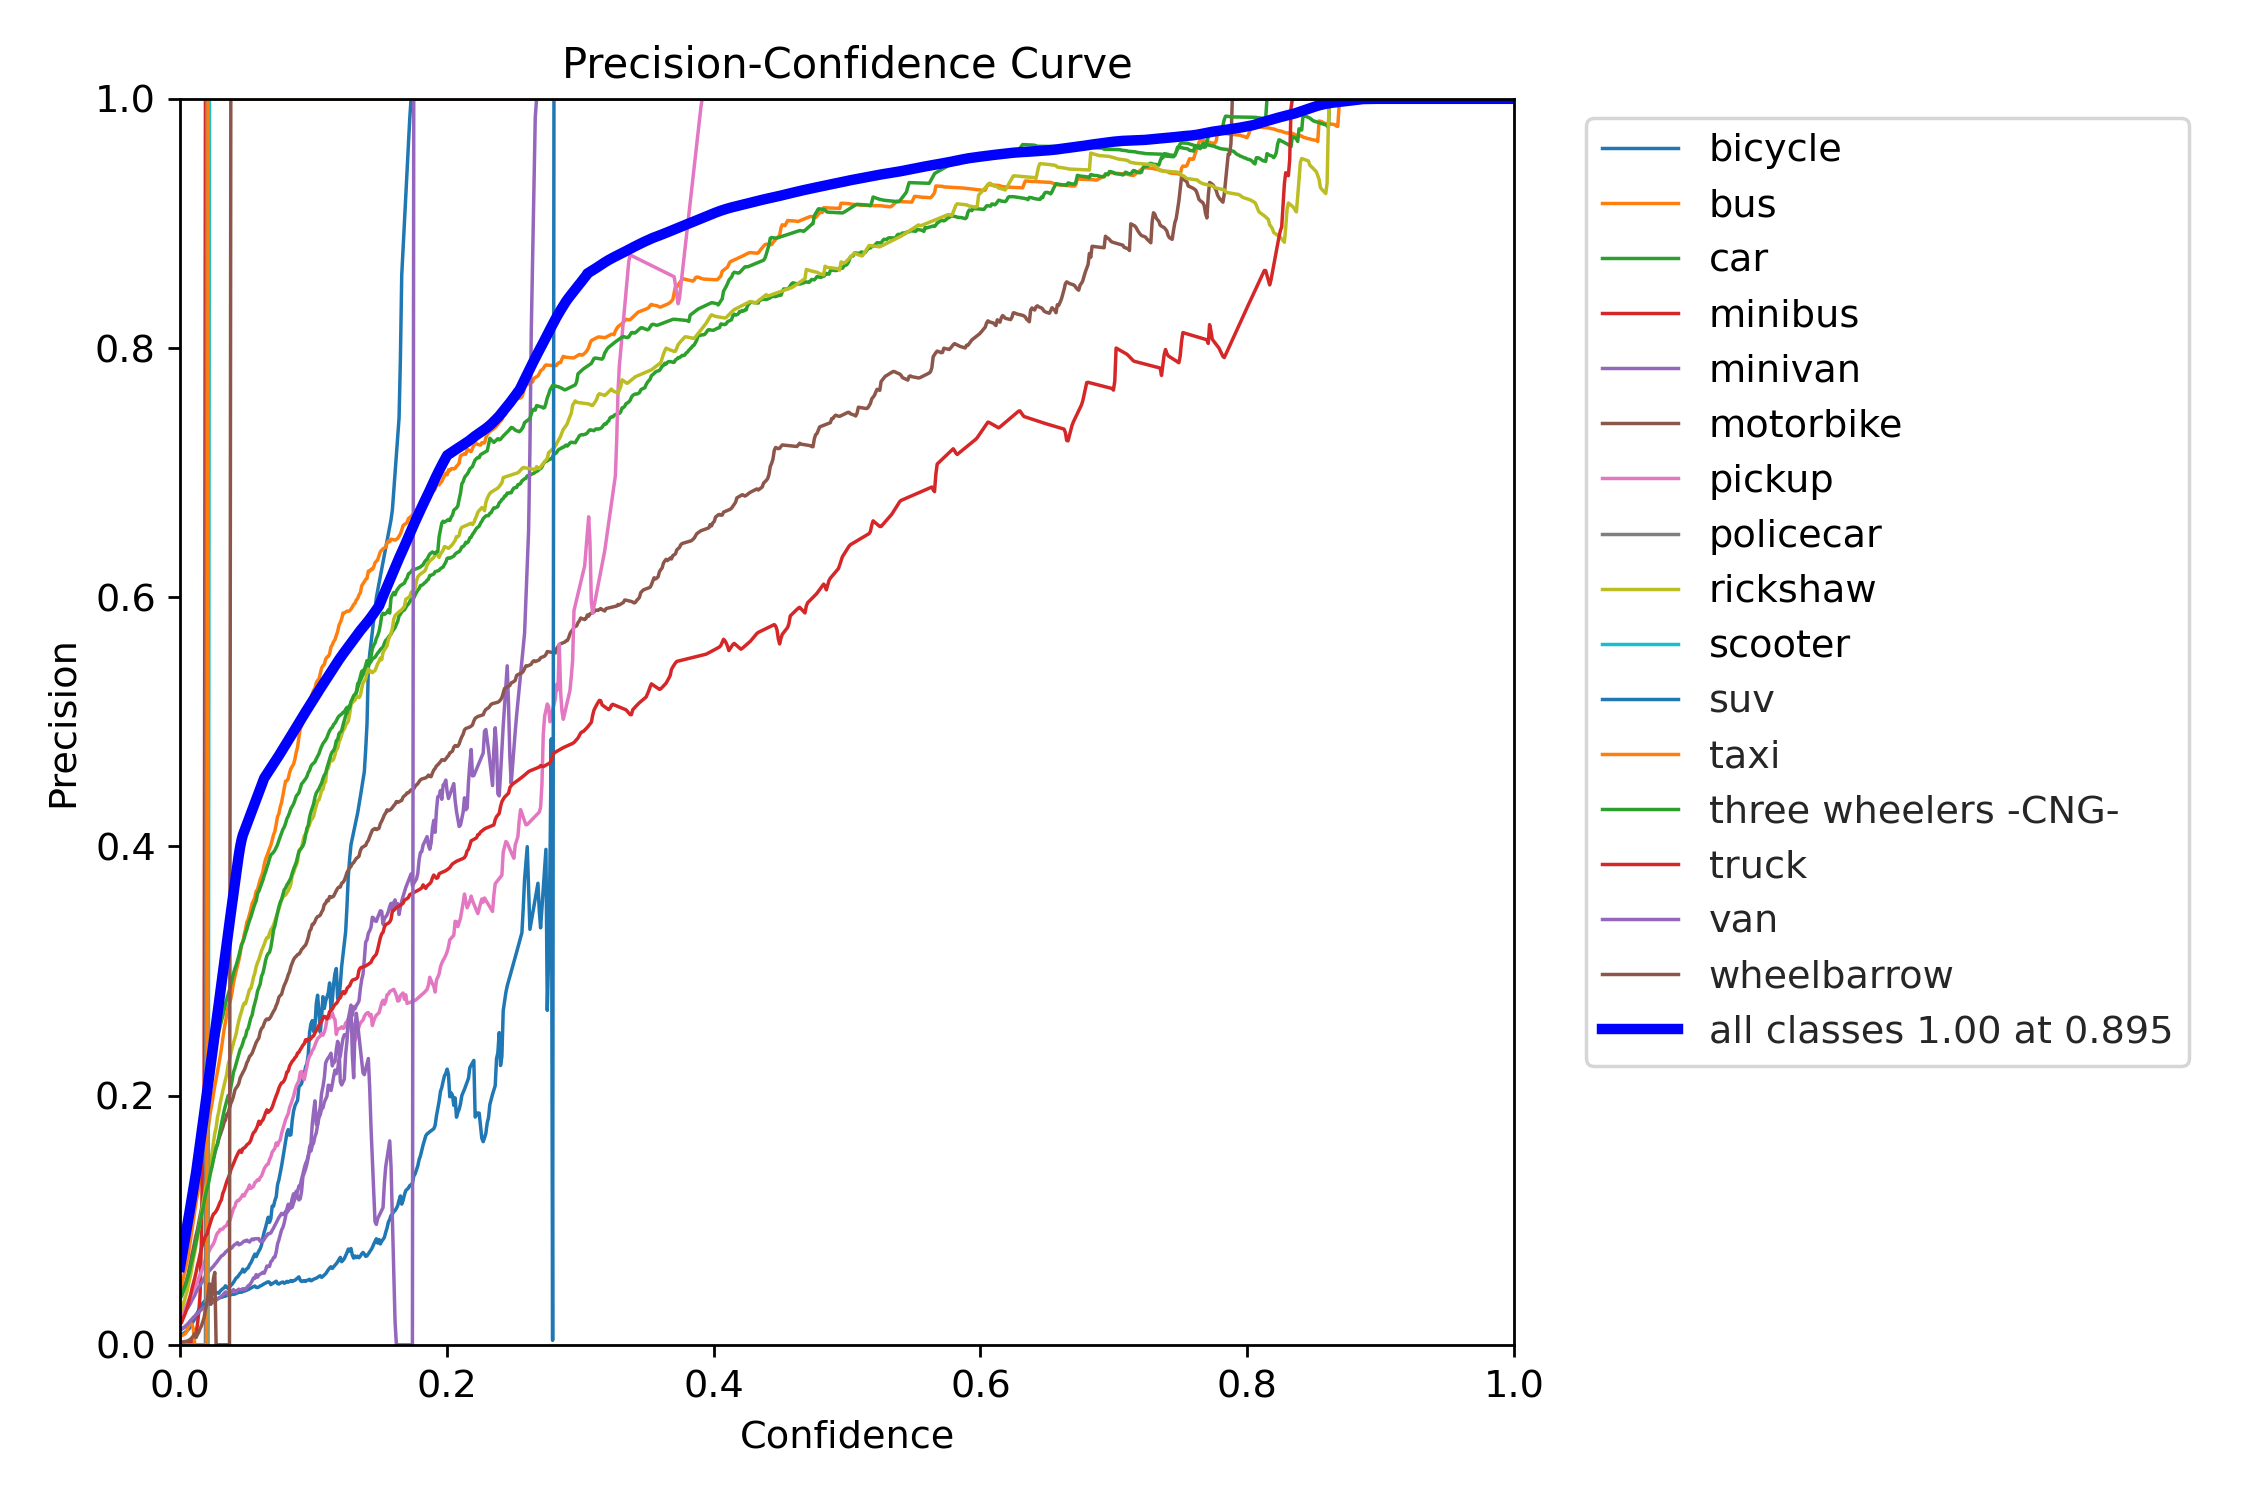 Precision-Confidence Curve
1.0
0.8
0.6
0.4
0.2
0.0
Precision
0.0 0.2 0.4 0.6 0.8 1.0
Confidence
bicycle
bus
car
minibus
minivan
motorbike
pickup
policecar
rickshaw
scooter
suv
taxi
three wheelers -CNG-
truck
van
wheelbarrow
all classes 1.00 at 0.895